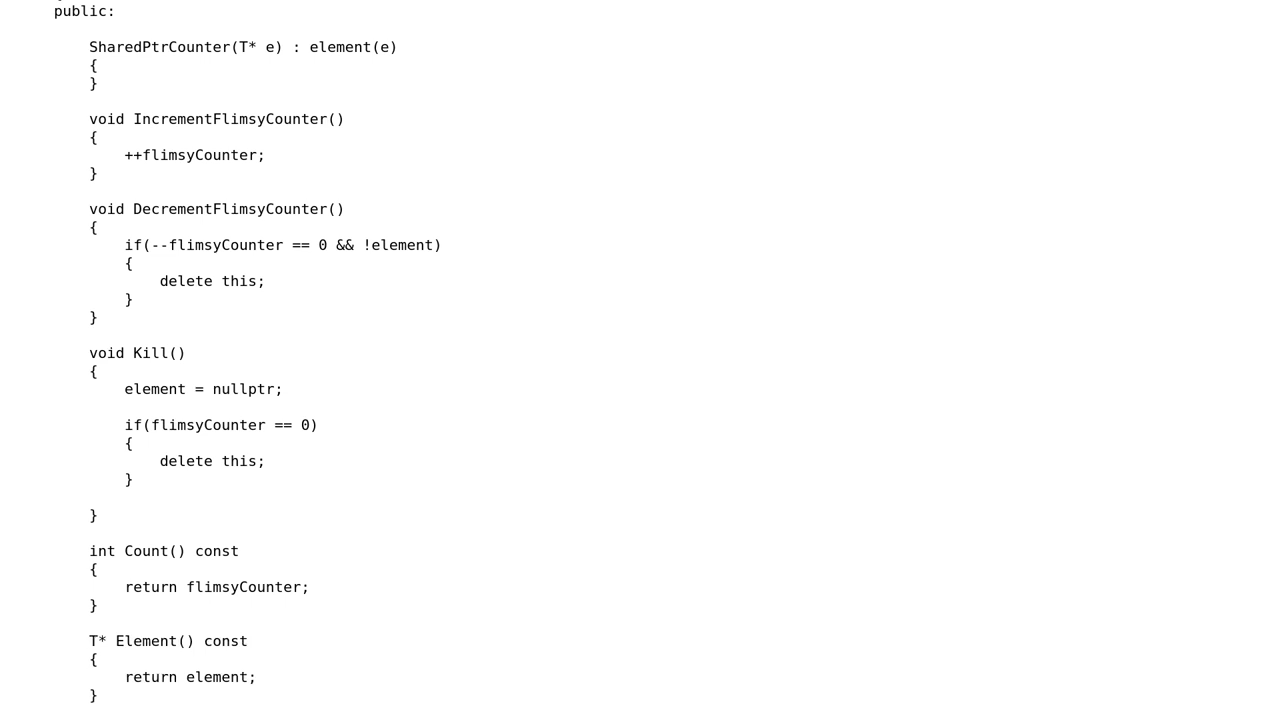 public:
SharedPtrCounter(T* e) : element(e)
{
}
void IncrementFlimsyCounter()
{
++flimsyCounter;
}
void DecrementFlimsyCounter()
{
if(--flimsyCounter == 0 && !element)
{
delete this;
}
}
void Kill()
{
element = nullptr;
if(flimsyCounter == 0)
{
delete this;
}
}
int Count() const
{
return flimsyCounter;
}
T* Element() const
{
return element;
}